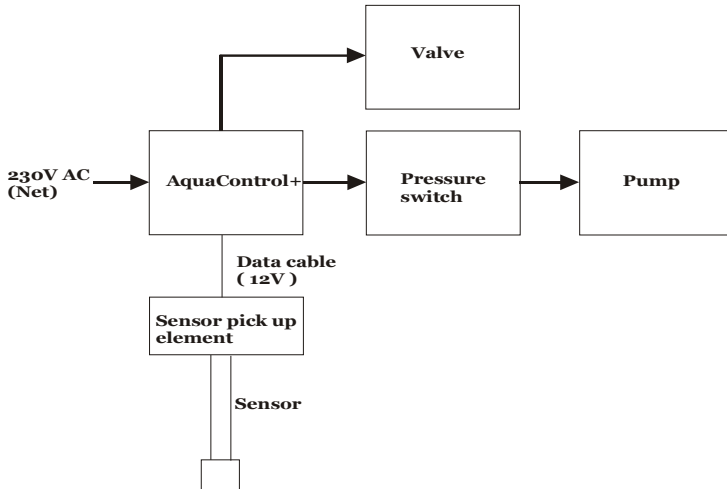 Valve
230V AC
(Net)
AquaControl+
Pressure
switch
Pump
Data cable
( 12V )
Sensor pick up
element
Sensor